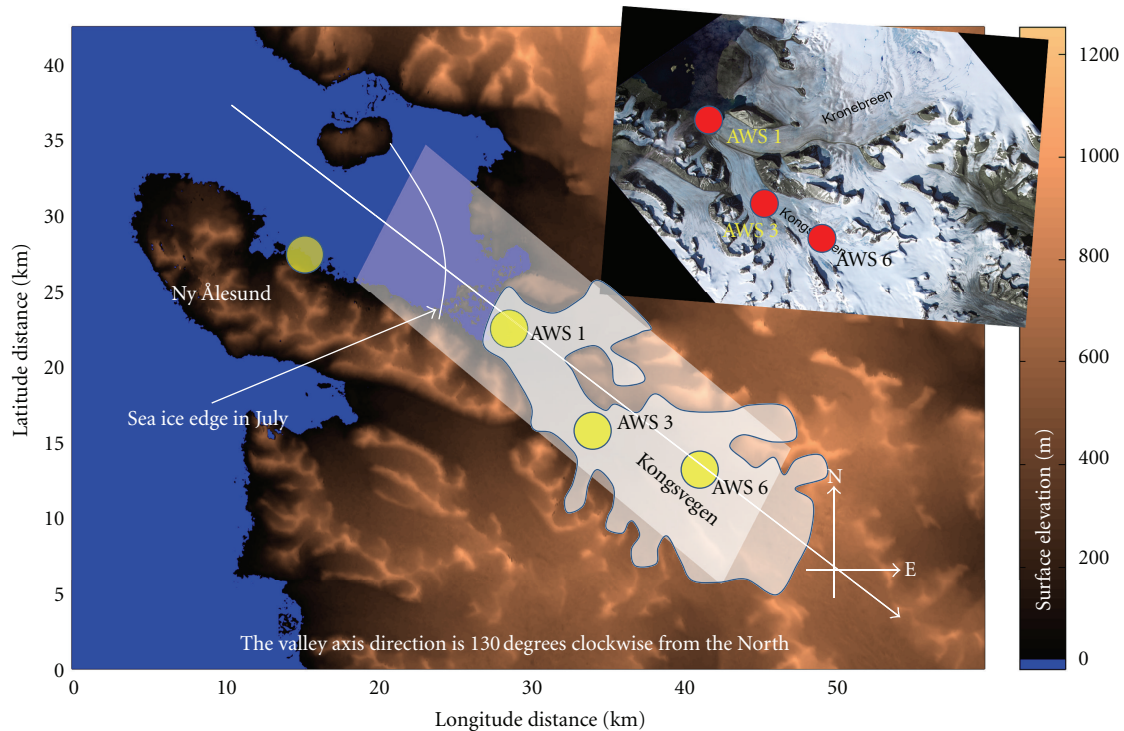 40
35
30
25
20
15
10
5
0
Latitude distance (km)
0
10
20
30
40
50
Longitude distance (km)
Ny Ålesund
Sea ice edge in July
AWS 1
AWS 3
AWS 6
Kongsvegen
N
E
The valley axis direction is 130 degrees clockwise from the North
Kronebreen
AWS 1
AWS 3
AWS 6
1200
1000
800
600
400
200
0
Surface elevation (m)